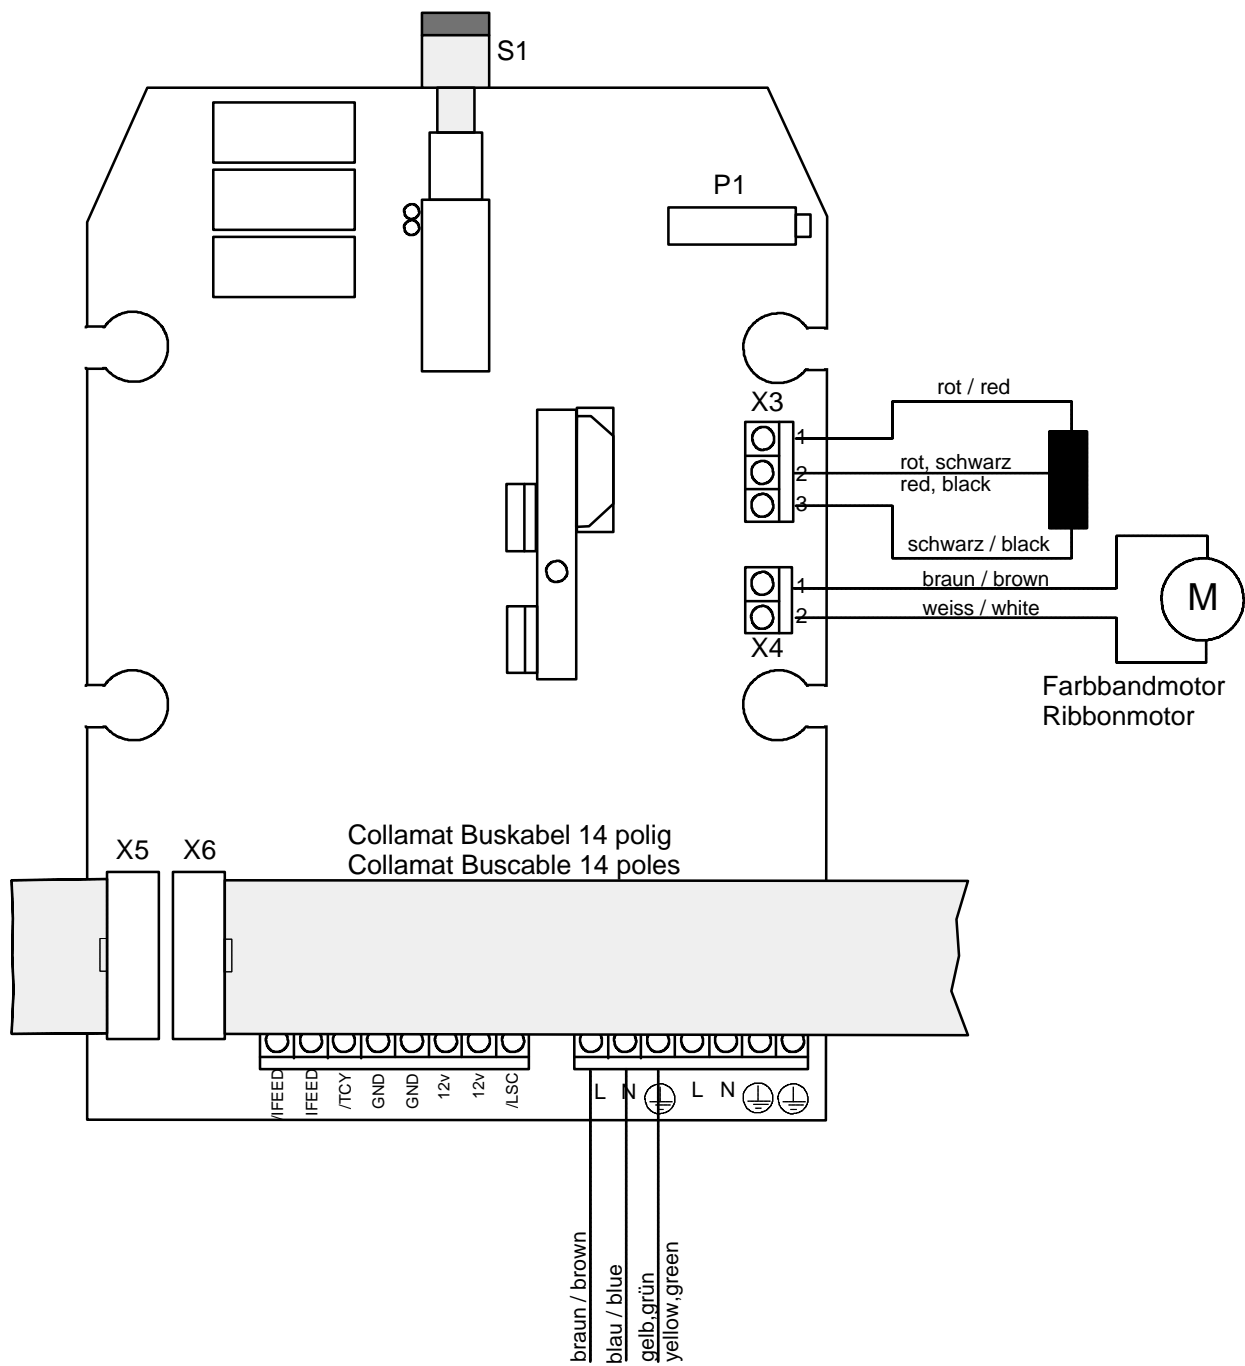 S1
P1
X3
rot / red
1
rot, schwarz
2
red, black
3
schwarz / black
braun / brown
1
weiss / white
2
X4
M
Farbbandmotor
Ribbonmotor
Collamat Buskabel 14 polig
Collamat Buscable 14 poles
X5
X6
/IFEED
IFEED
/TCY
GND
GND
12v
12v
/LSC
L
N
L
N
braun / brown
blau / blue
gelb,grün
yellow,green